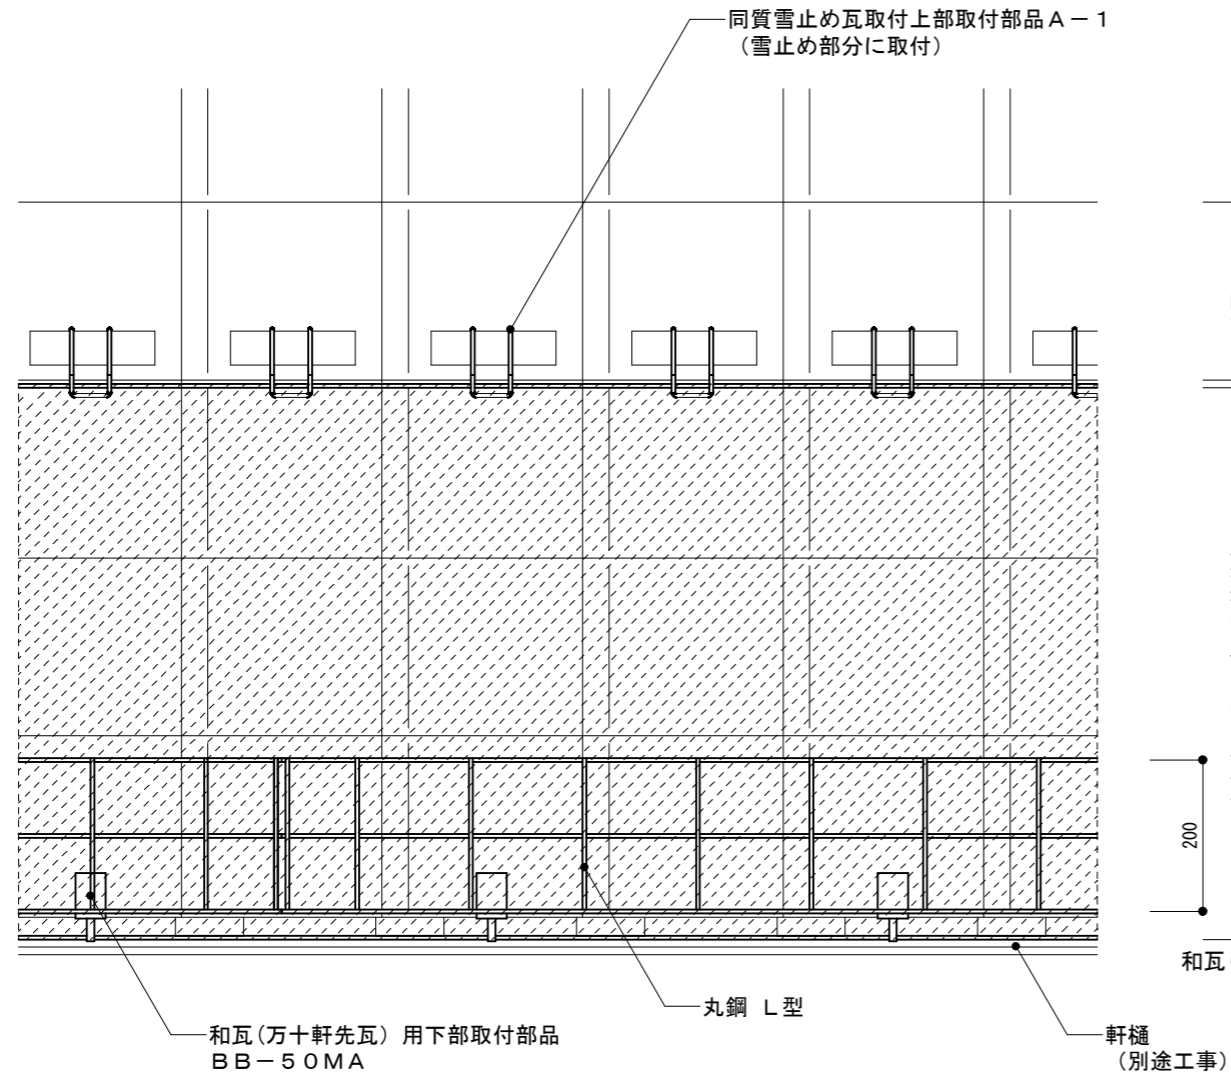 同質雪止め瓦取付上部取付部品Ａ－１
（雪止め部分に取付）
200
和瓦
丸鋼 Ｌ型
和瓦（万十軒先瓦）用下部取付部品
ＢＢ－５０ＭＡ
軒樋
（別途工事）